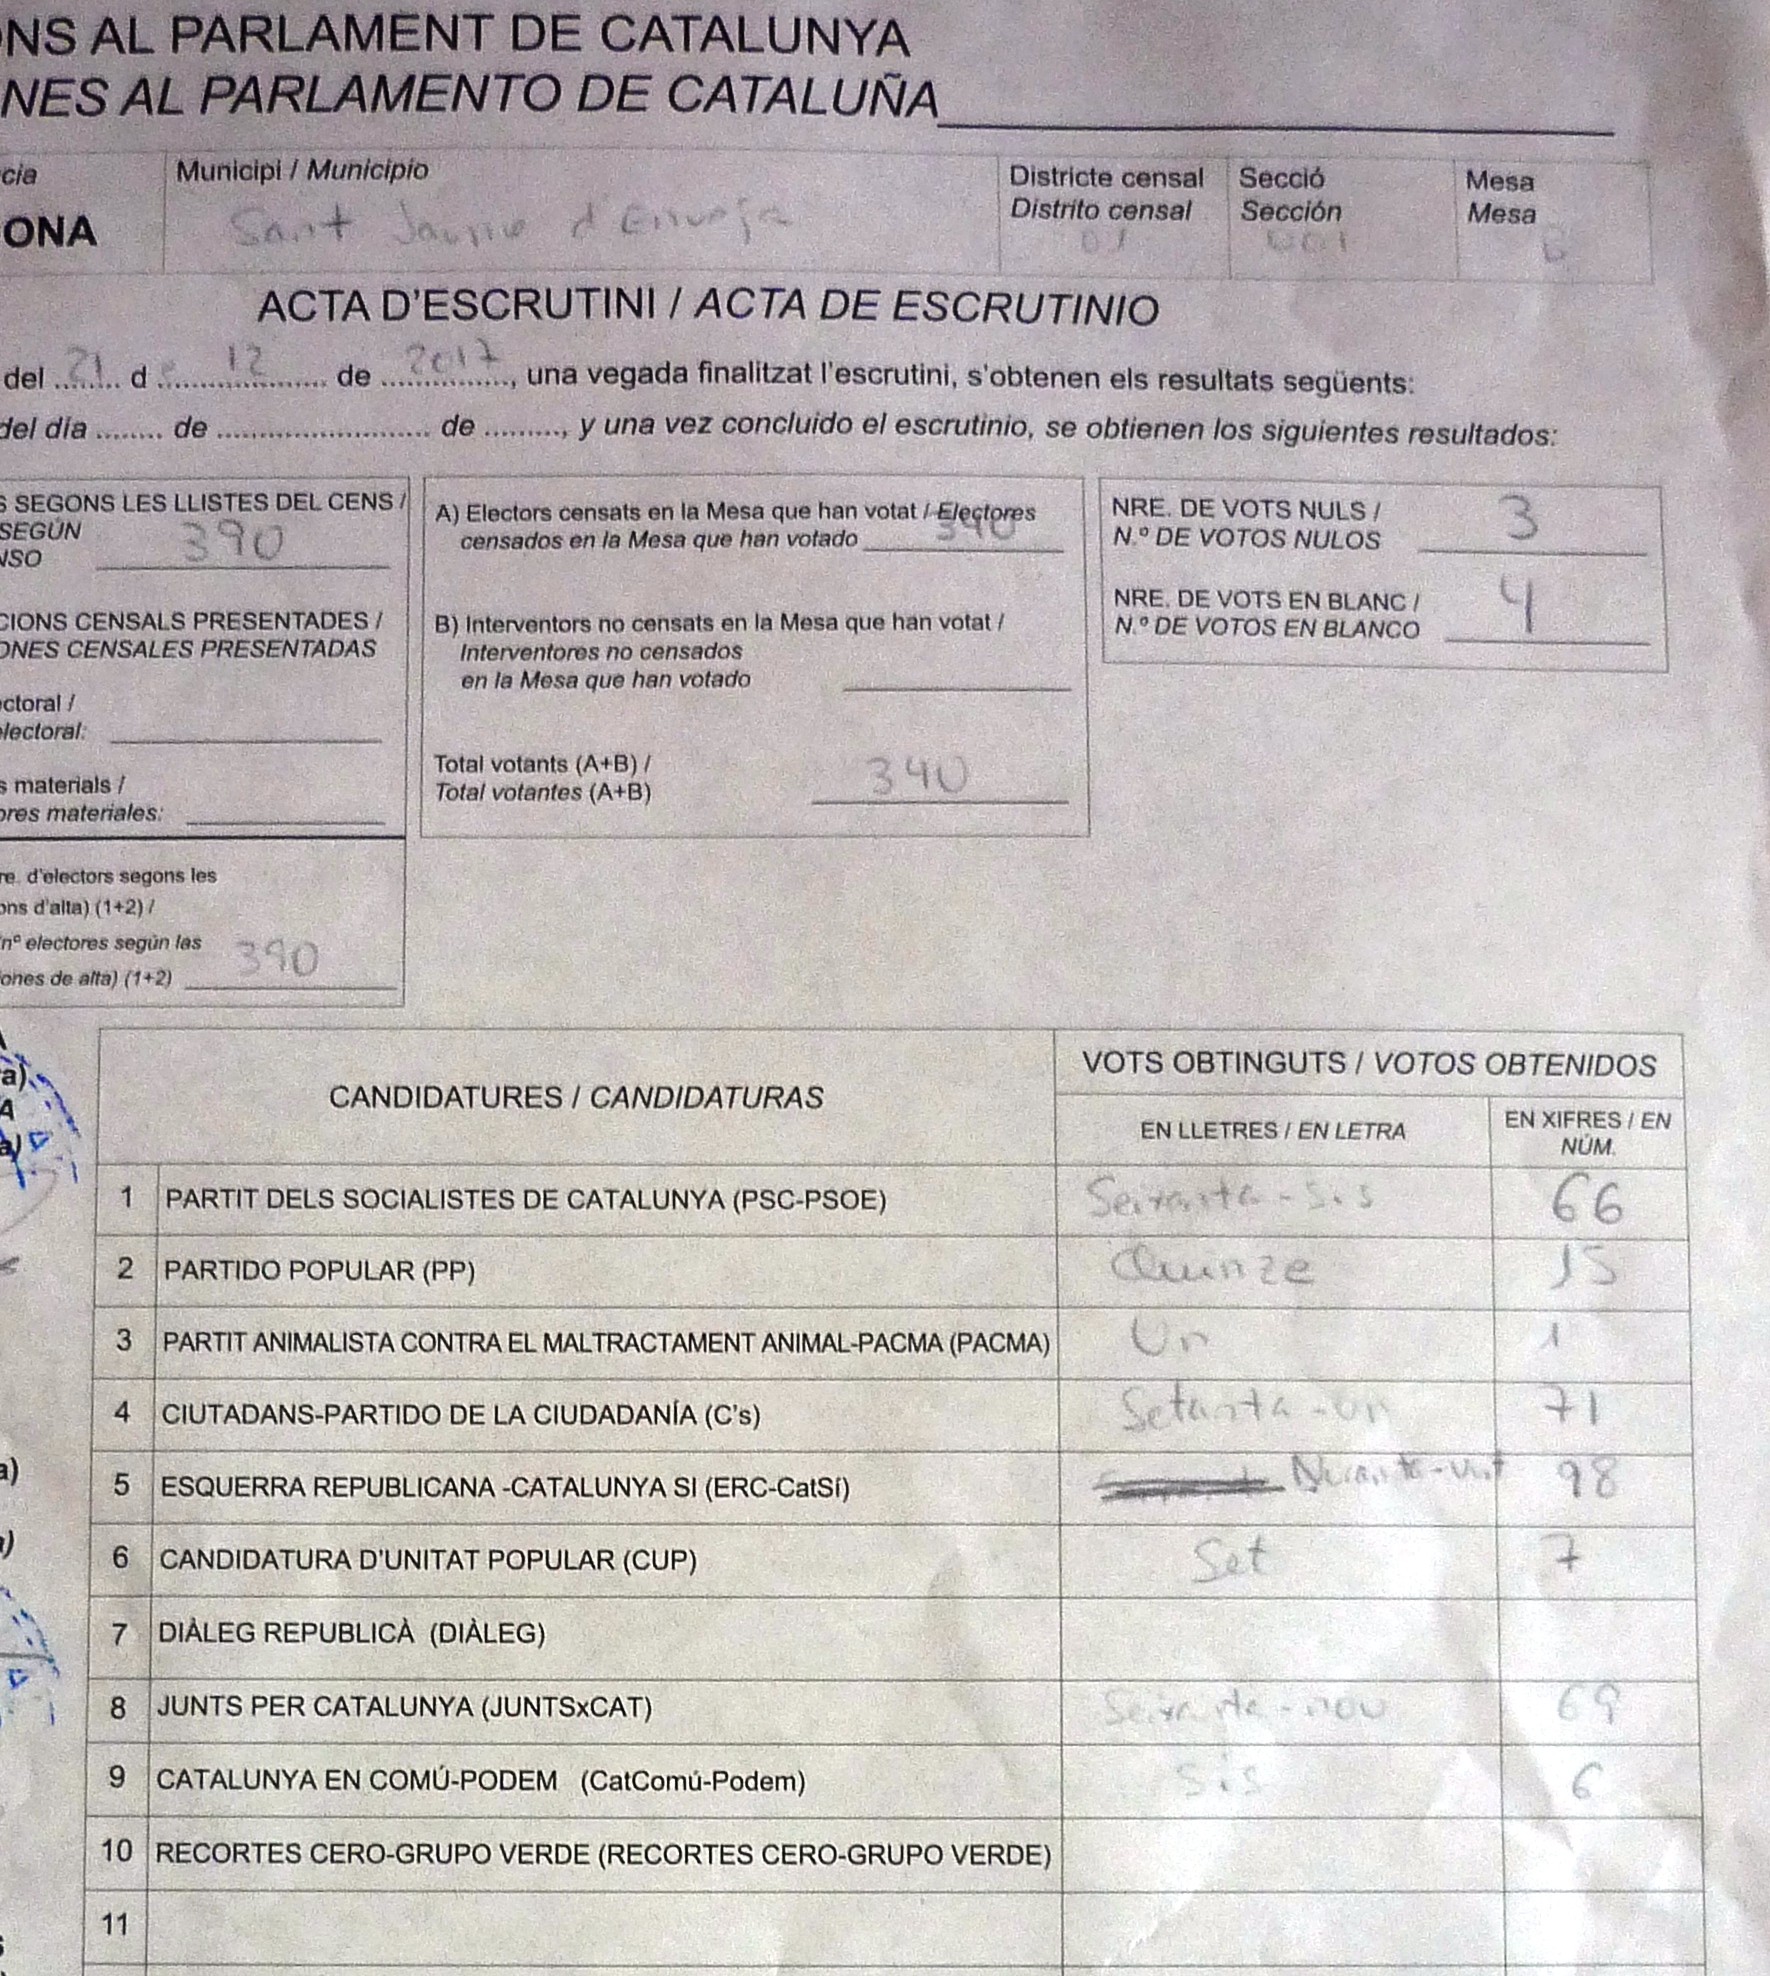 NS AL PARLAMENT DE CATALUNYA
NES AL PARLAMENTO DE CATALUÑA
cia
ONA
Municipi / Municipio
Sant Jaume d'Enveja
Districte censal
Distrito censal
01
Secció
Sección
001
Mesa
Mesa
B
ACTA D'ESCRUTINI / ACTA DE ESCRUTINIO
del 21 d e 12 de 2017, una vegada finalitzat l'escrutini, s'obtenen els resultats següents:
del día ........ de ........................ de ........., y una vez concluido el escrutinio, se obtienen los siguientes resultados:
S SEGONS LES LLISTES DEL CENS /
SEGÚN
NSO 390
CIONS CENSALS PRESENTADES /
ONES CENSALES PRESENTADAS
ectoral /
electoral:
s materials /
ores materiales:
re. d'electors segons les
ons d'alta) (1+2) /
nº electores según las
iones de alta) (1+2) 390
A) Electors censats en la Mesa que han votat / Electores
censados en la Mesa que han votado 340
B) Interventors no censats en la Mesa que han votat /
Interventores no censados
en la Mesa que han votado
Total votants (A+B) /
Total votantes (A+B) 340
NRE. DE VOTS NULS /
N.º DE VOTOS NULOS 3
NRE. DE VOTS EN BLANC /
N.º DE VOTOS EN BLANCO 4
a)
A
a)
a)
CANDIDATURES / CANDIDATURAS
VOTS OBTINGUTS / VOTOS OBTENIDOS
EN LLETRES / EN LETRA
EN XIFRES / EN
NÚM.
1 PARTIT DELS SOCIALISTES DE CATALUNYA (PSC-PSOE) Seixanta-sis 66
2 PARTIDO POPULAR (PP) Quinze 15
3 PARTIT ANIMALISTA CONTRA EL MALTRACTAMENT ANIMAL-PACMA (PACMA) Un 1
4 CIUTADANS-PARTIDO DE LA CIUDADANÍA (C's) Setanta-un 71
5 ESQUERRA REPUBLICANA -CATALUNYA SI (ERC-CatSí) Noranta-vuit 98
6 CANDIDATURA D'UNITAT POPULAR (CUP) Set 7
7 DIÀLEG REPUBLICÀ (DIÀLEG)
8 JUNTS PER CATALUNYA (JUNTSxCAT) Seixanta-nou 69
9 CATALUNYA EN COMÚ-PODEM (CatComú-Podem) Sis 6
10 RECORTES CERO-GRUPO VERDE (RECORTES CERO-GRUPO VERDE)
11